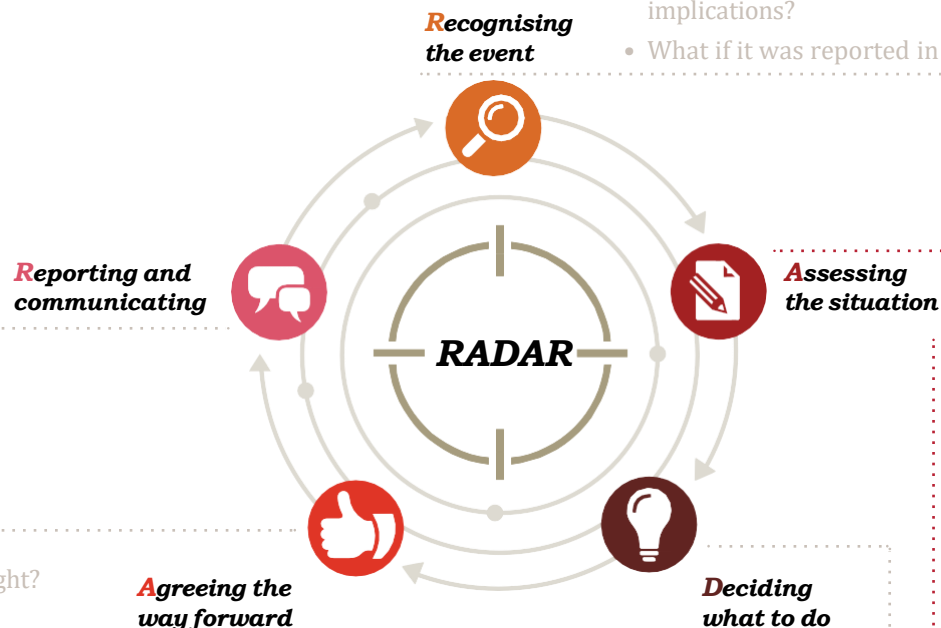 implications?
• What if it was reported in
Recognising
the event
Reporting and
communicating
Assessing
the situation
RADAR
ght?
Agreeing the
way forward
Deciding
what to do